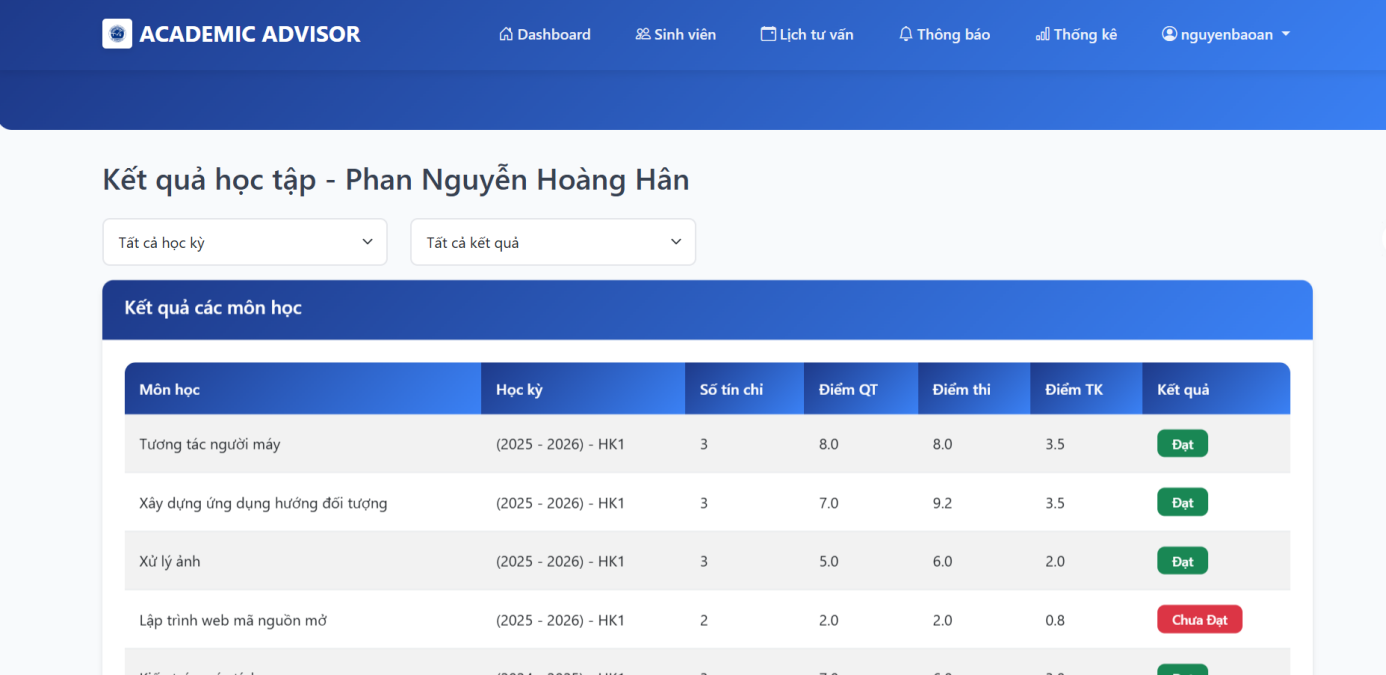 ACADEMIC ADVISOR Dashboard Sinh viên Lịch tư vấn Thông báo Thống kê nguyenbaoan
Kết quả học tập - Phan Nguyễn Hoàng Hân
Tất cả học kỳ Tất cả kết quả
Kết quả các môn học
Môn học Học kỳ Số tín chỉ Điểm QT Điểm thi Điểm TK Kết quả
Tương tác người máy (2025 - 2026) - HK1 3 8.0 8.0 3.5 Đạt
Xây dựng ứng dụng hướng đối tượng (2025 - 2026) - HK1 3 7.0 9.2 3.5 Đạt
Xử lý ảnh (2025 - 2026) - HK1 3 5.0 6.0 2.0 Đạt
Lập trình web mã nguồn mở (2025 - 2026) - HK1 2 2.0 2.0 0.8 Chưa Đạt